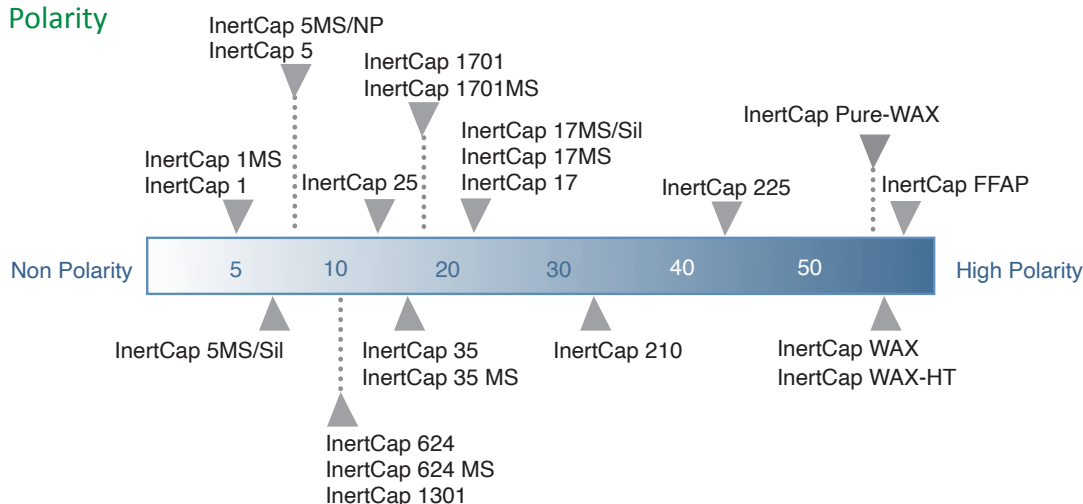 Polarity
InertCap 5MS/NP
InertCap 5
InertCap 1701
InertCap 1701MS
InertCap 17MS/Sil
InertCap 17MS
InertCap 17
InertCap Pure-WAX
InertCap 1MS
InertCap 1
InertCap 25
InertCap 225
InertCap FFAP
Non Polarity 5 10 20 30 40 50 High Polarity
InertCap 5MS/Sil
InertCap 35
InertCap 35 MS
InertCap 210
InertCap WAX
InertCap WAX-HT
InertCap 624
InertCap 624 MS
InertCap 1301